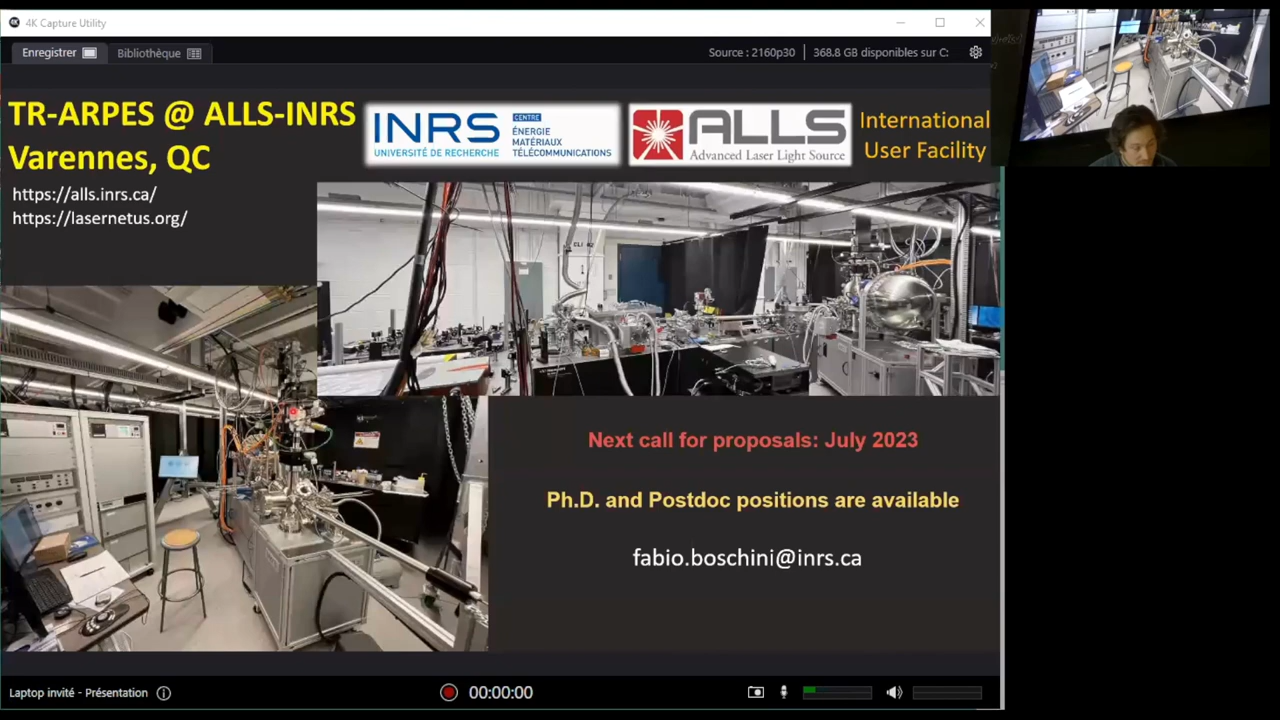 4K Capture Utility
Enregistrer
Bibliothèque
Source : 2160p30
368.8 GB disponibles sur C:
TR-ARPES @ ALLS-INRS
Varennes, QC
https://alls.inrs.ca/
https://lasernetus.org/
INRS
UNIVERSITÉ DE RECHERCHE
CENTRE
ÉNERGIE
MATÉRIAUX
TÉLÉCOMMUNICATIONS
ALLS
Advanced Laser Light Source
International
User Facility
Next call for proposals: July 2023
Ph.D. and Postdoc positions are available
fabio.boschini@inrs.ca
Laptop invité - Présentation
00:00:00